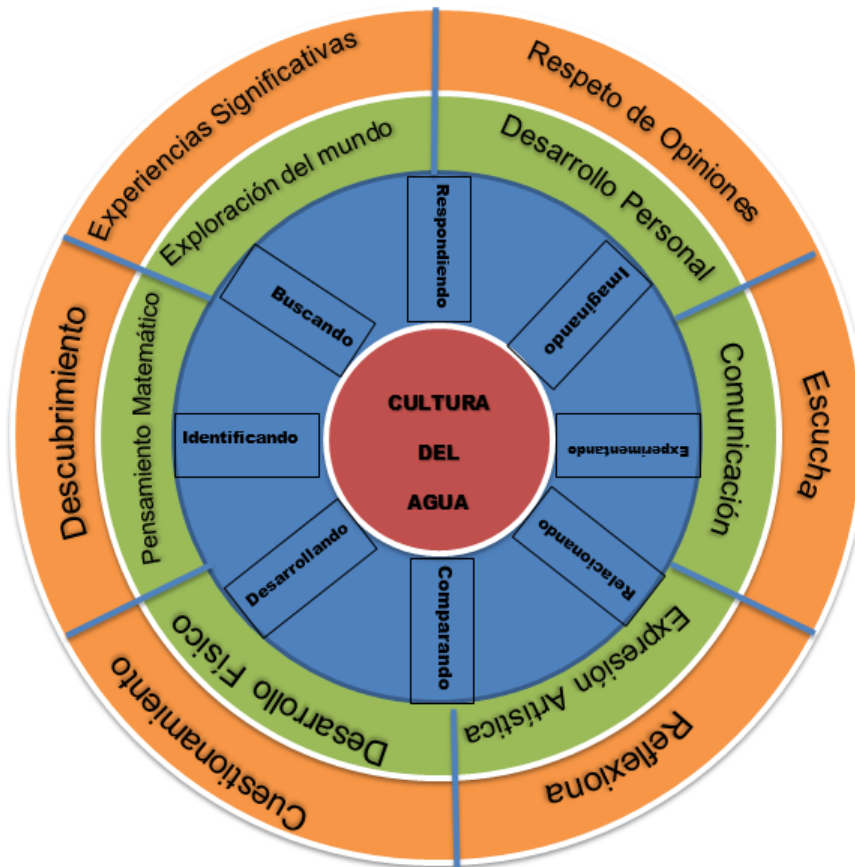 Experiencias Significativas
Respeto de Opiniones
Escucha
Reflexiona
Cuestionamiento
Descubrimiento
Exploración del mundo
Desarrollo Personal
Comunicación
Expresión Artística
Desarrollo Físico
Pensamiento Matemático
Respondiendo
Imaginando
Experimentando
Relacionando
Comparando
Desarrollando
Identificando
Buscando
CULTURA
DEL
AGUA